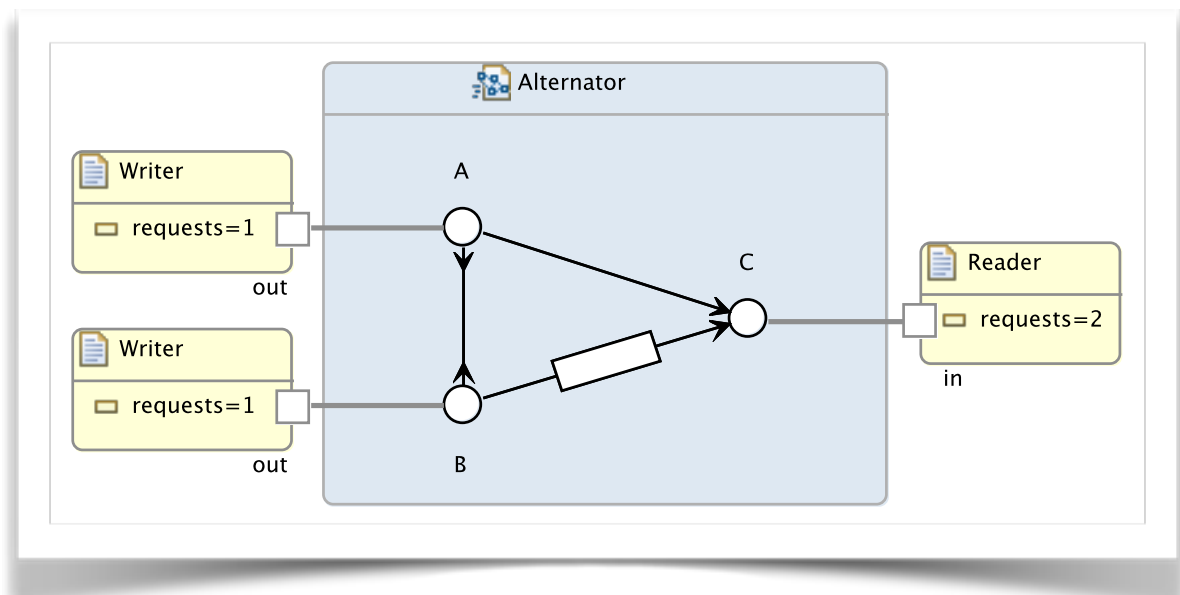 Alternator
Writer
requests=1
out
Writer
requests=1
out
A
B
C
Reader
requests=2
in